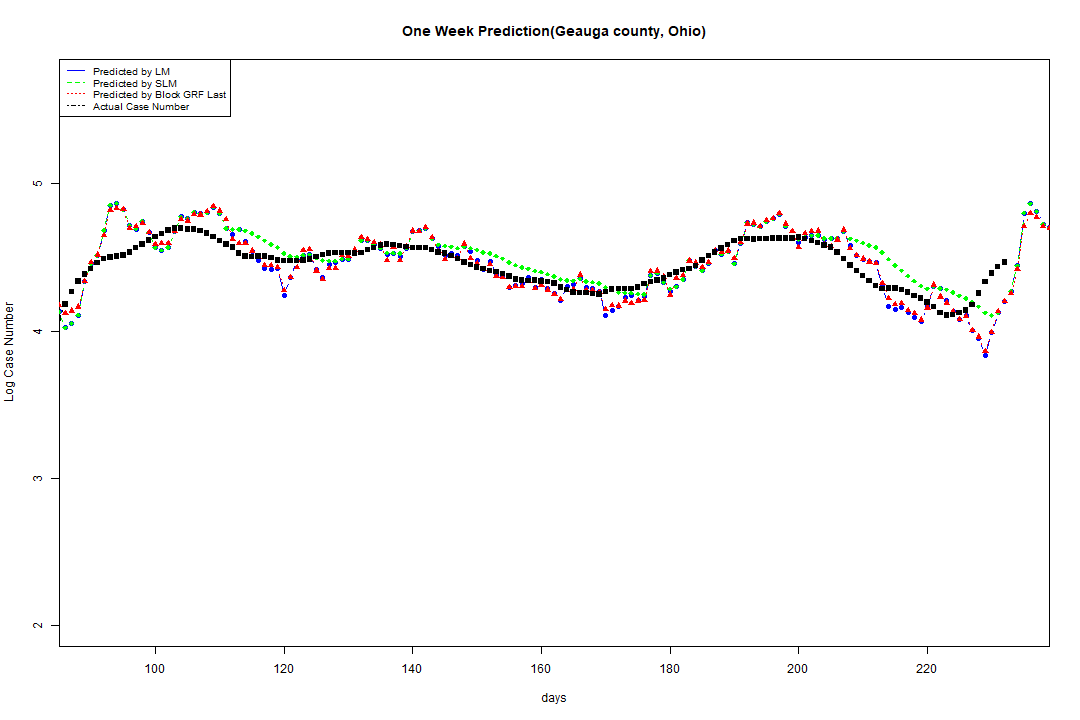 One Week Prediction(Geauga county, Ohio)
Predicted by LM
Predicted by SLM
Predicted by Block GRF Last
Actual Case Number
5
4
3
2
Log Case Number
100 120 140 160 180 200 220
days